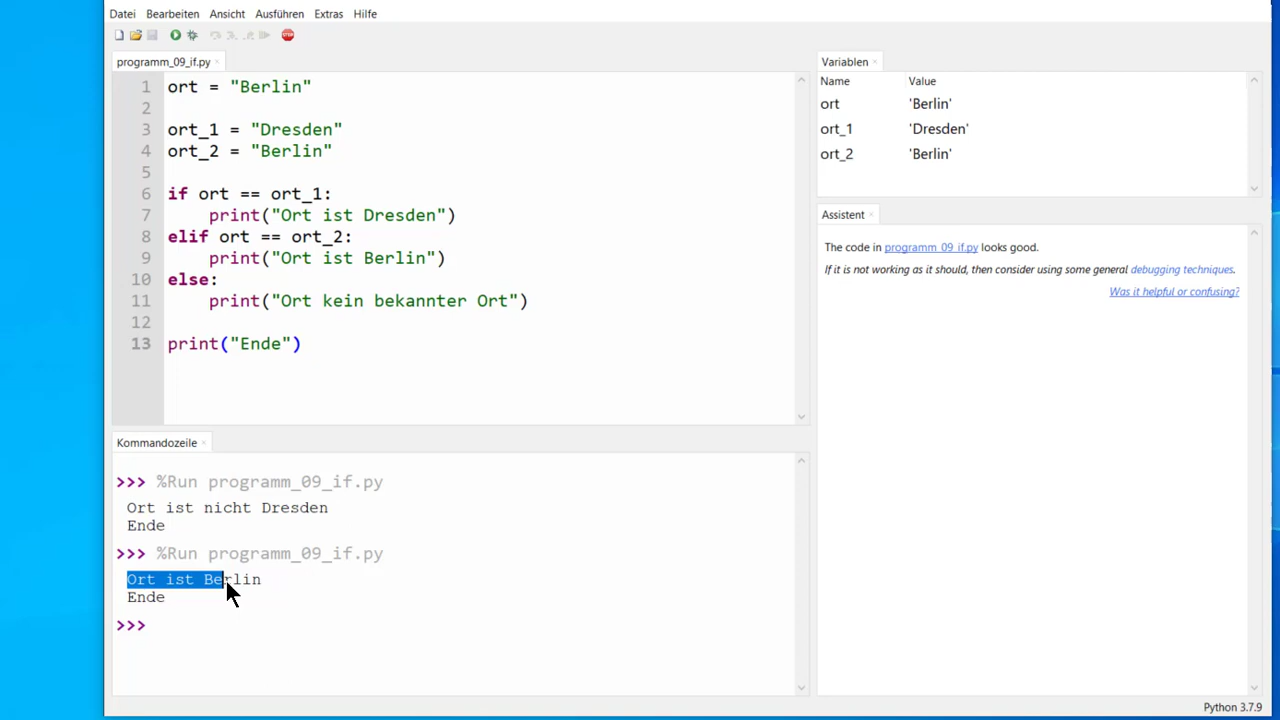 Datei Bearbeiten Ansicht Ausführen Extras Hilfe
programm_09_if.py
1 ort = "Berlin"
2
3 ort_1 = "Dresden"
4 ort_2 = "Berlin"
5
6 if ort == ort_1:
7 print("Ort ist Dresden")
8 elif ort == ort_2:
9 print("Ort ist Berlin")
10 else:
11 print("Ort kein bekannter Ort")
12
13 print("Ende")
Kommandozeile
>>> %Run programm_09_if.py
Ort ist nicht Dresden
Ende
>>> %Run programm_09_if.py
Ort ist Berlin
Ende
>>>
Variablen
Name Value
ort 'Berlin'
ort_1 'Dresden'
ort_2 'Berlin'
Assistent
The code in programm_09_if.py looks good.
If it is not working as it should, then consider using some general debugging techniques.
Was it helpful or confusing?
Python 3.7.9